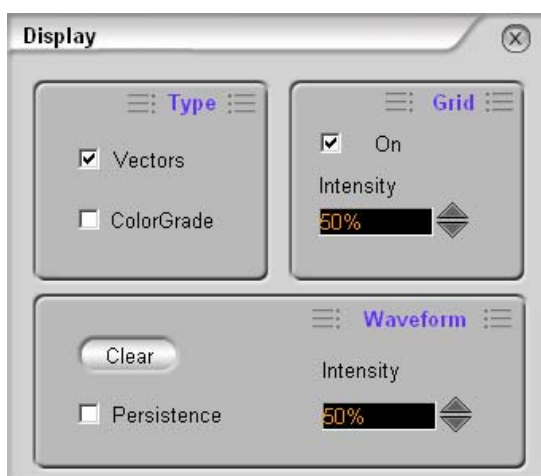 Display
Type
Vectors
ColorGrade
Grid
On
Intensity
50%
Waveform
Clear
Persistence
Intensity
50%